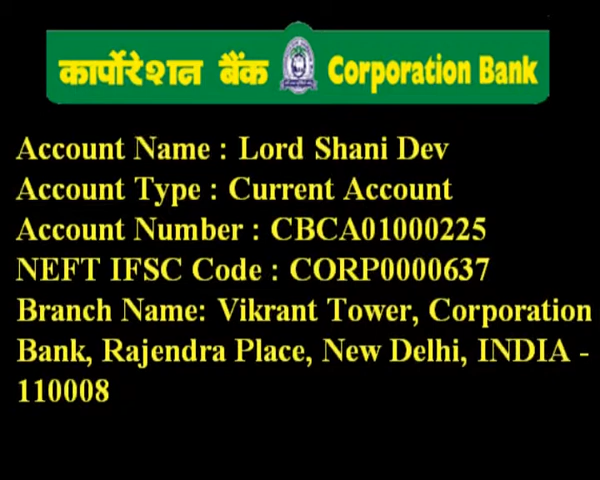 कार्पोरेशन बैंक Corporation Bank
Account Name : Lord Shani Dev
Account Type : Current Account
Account Number : CBCA01000225
NEFT IFSC Code : CORP0000637
Branch Name: Vikrant Tower, Corporation
Bank, Rajendra Place, New Delhi, INDIA -
110008